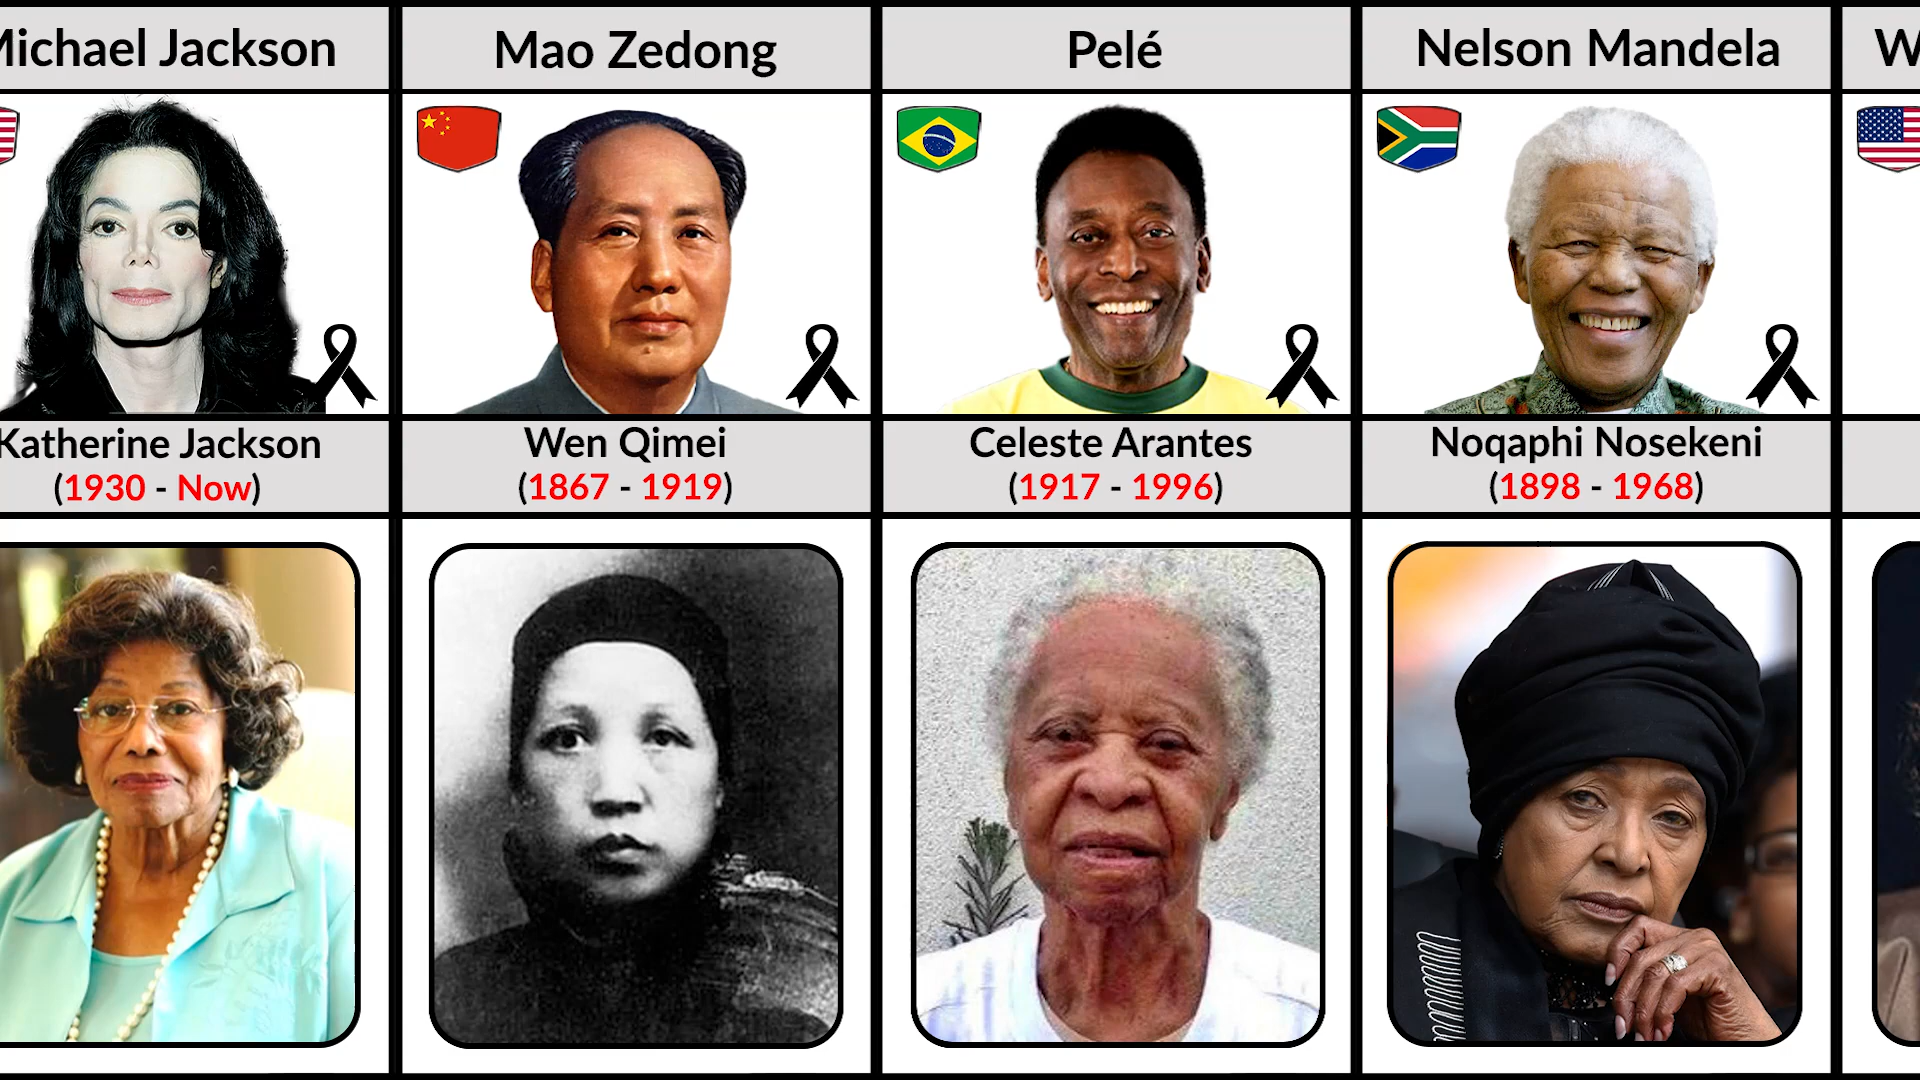 Michael Jackson
Mao Zedong
Pelé
Nelson Mandela
W
Katherine Jackson
(1930 - Now)
Wen Qimei
(1867 - 1919)
Celeste Arantes
(1917 - 1996)
Noqaphi Nosekeni
(1898 - 1968)